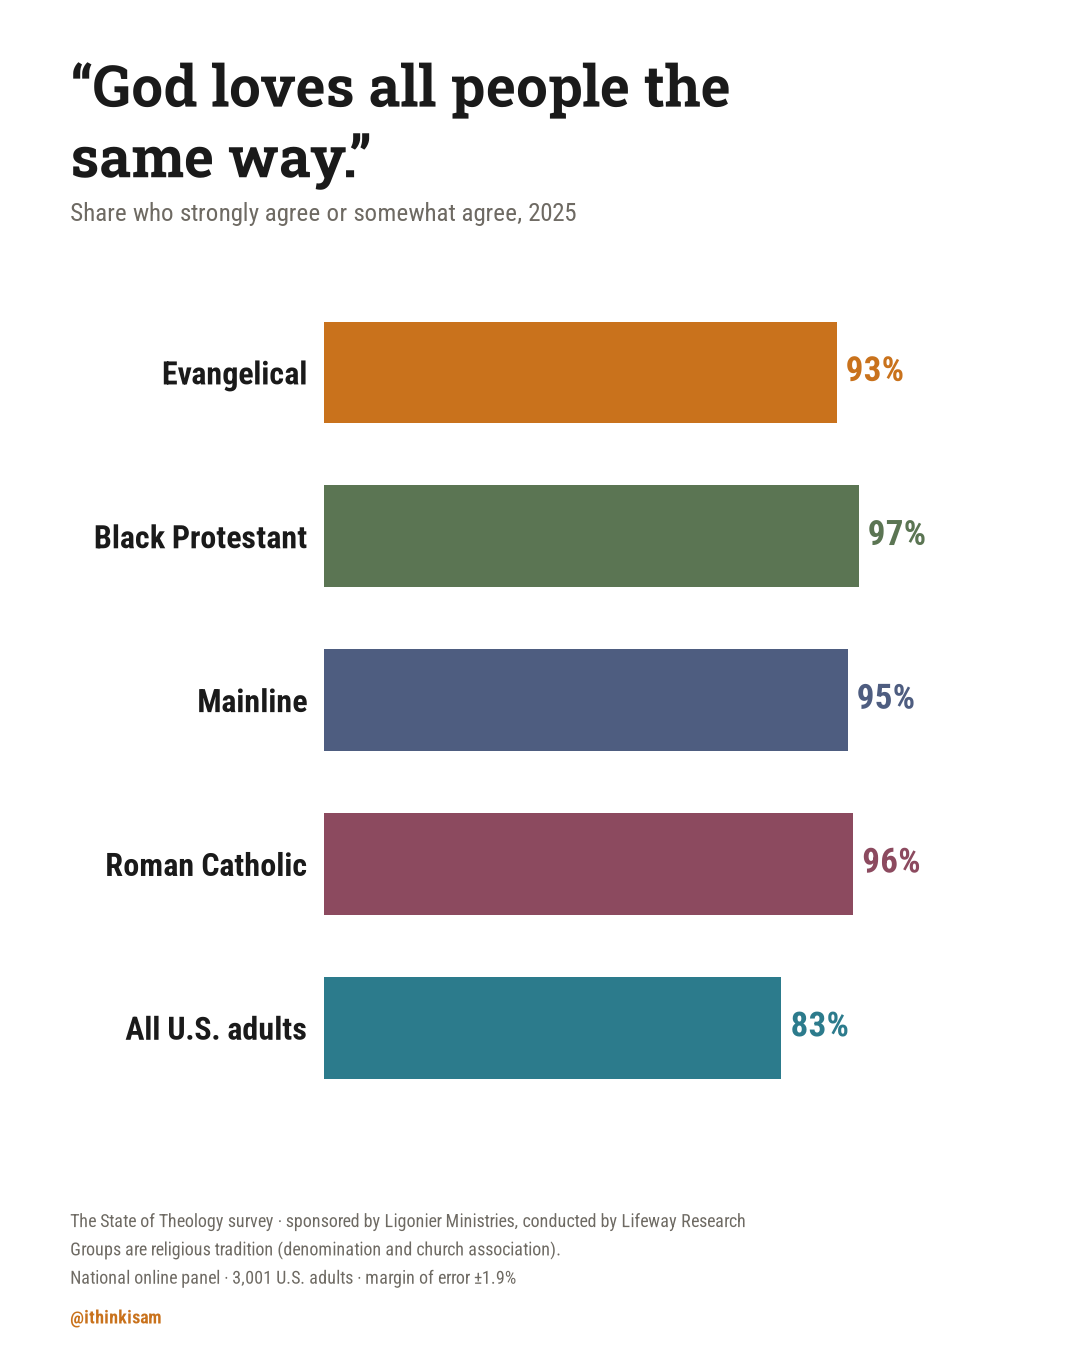 “God loves all people the
same way.”
Share who strongly agree or somewhat agree, 2025
Evangelical 93%
Black Protestant 97%
Mainline 95%
Roman Catholic 96%
All U.S. adults 83%
The State of Theology survey · sponsored by Ligonier Ministries, conducted by Lifeway Research
Groups are religious tradition (denomination and church association).
National online panel · 3,001 U.S. adults · margin of error ±1.9%
@ithinkisam